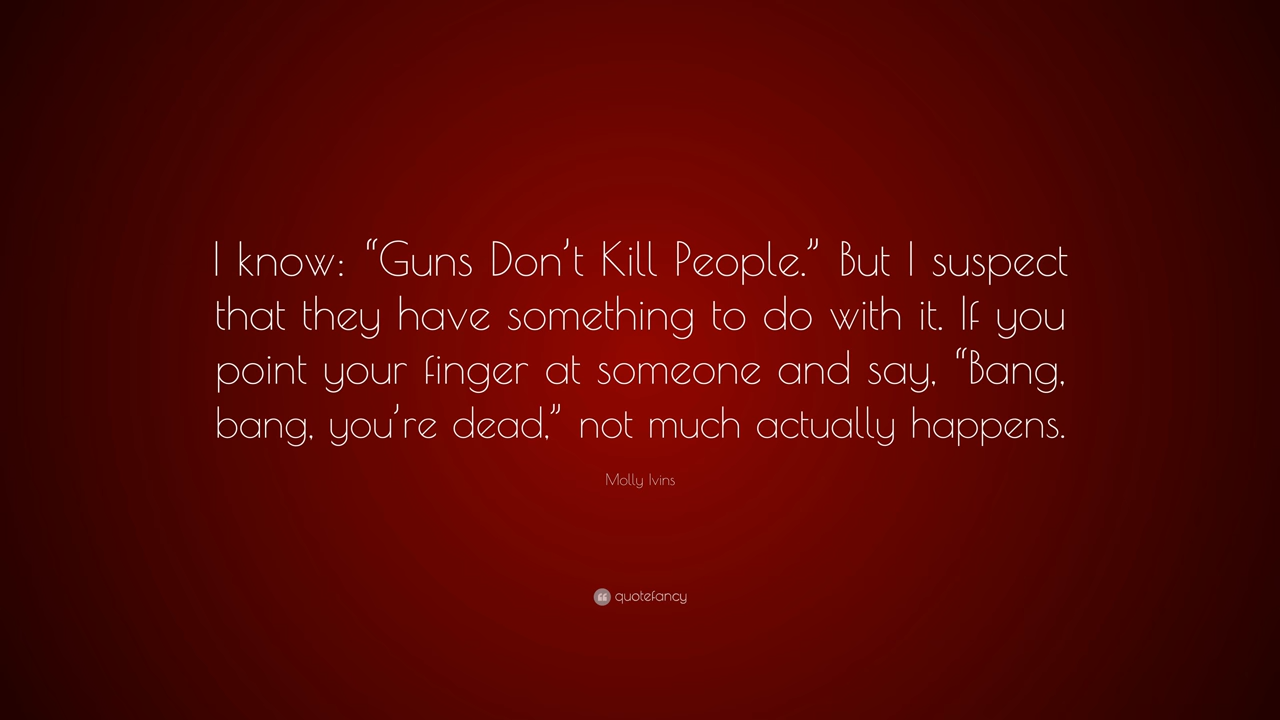 I know: “Guns Don’t Kill People.” But I suspect
that they have something to do with it. If you
point your finger at someone and say, “Bang,
bang, you’re dead,” not much actually happens.
Molly Ivins
quotefancy